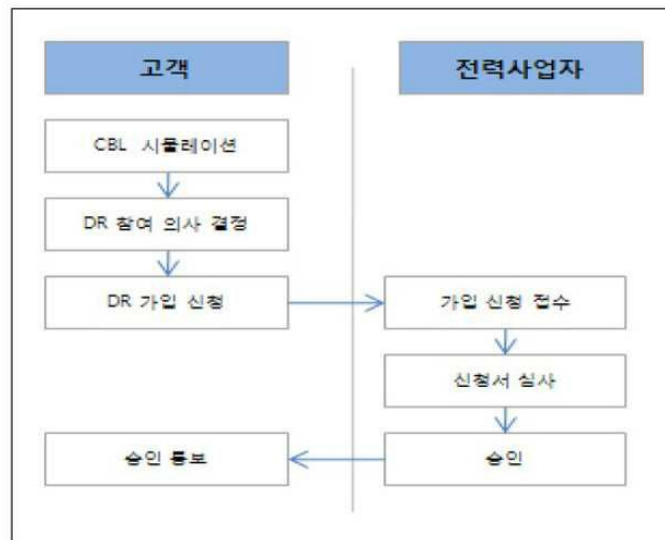 고객
전력사업자
CBL 시뮬레이션
DR 참여 의사 결정
DR 가입 신청
가입 신청 접수
신청서 심사
승인 통보
승인